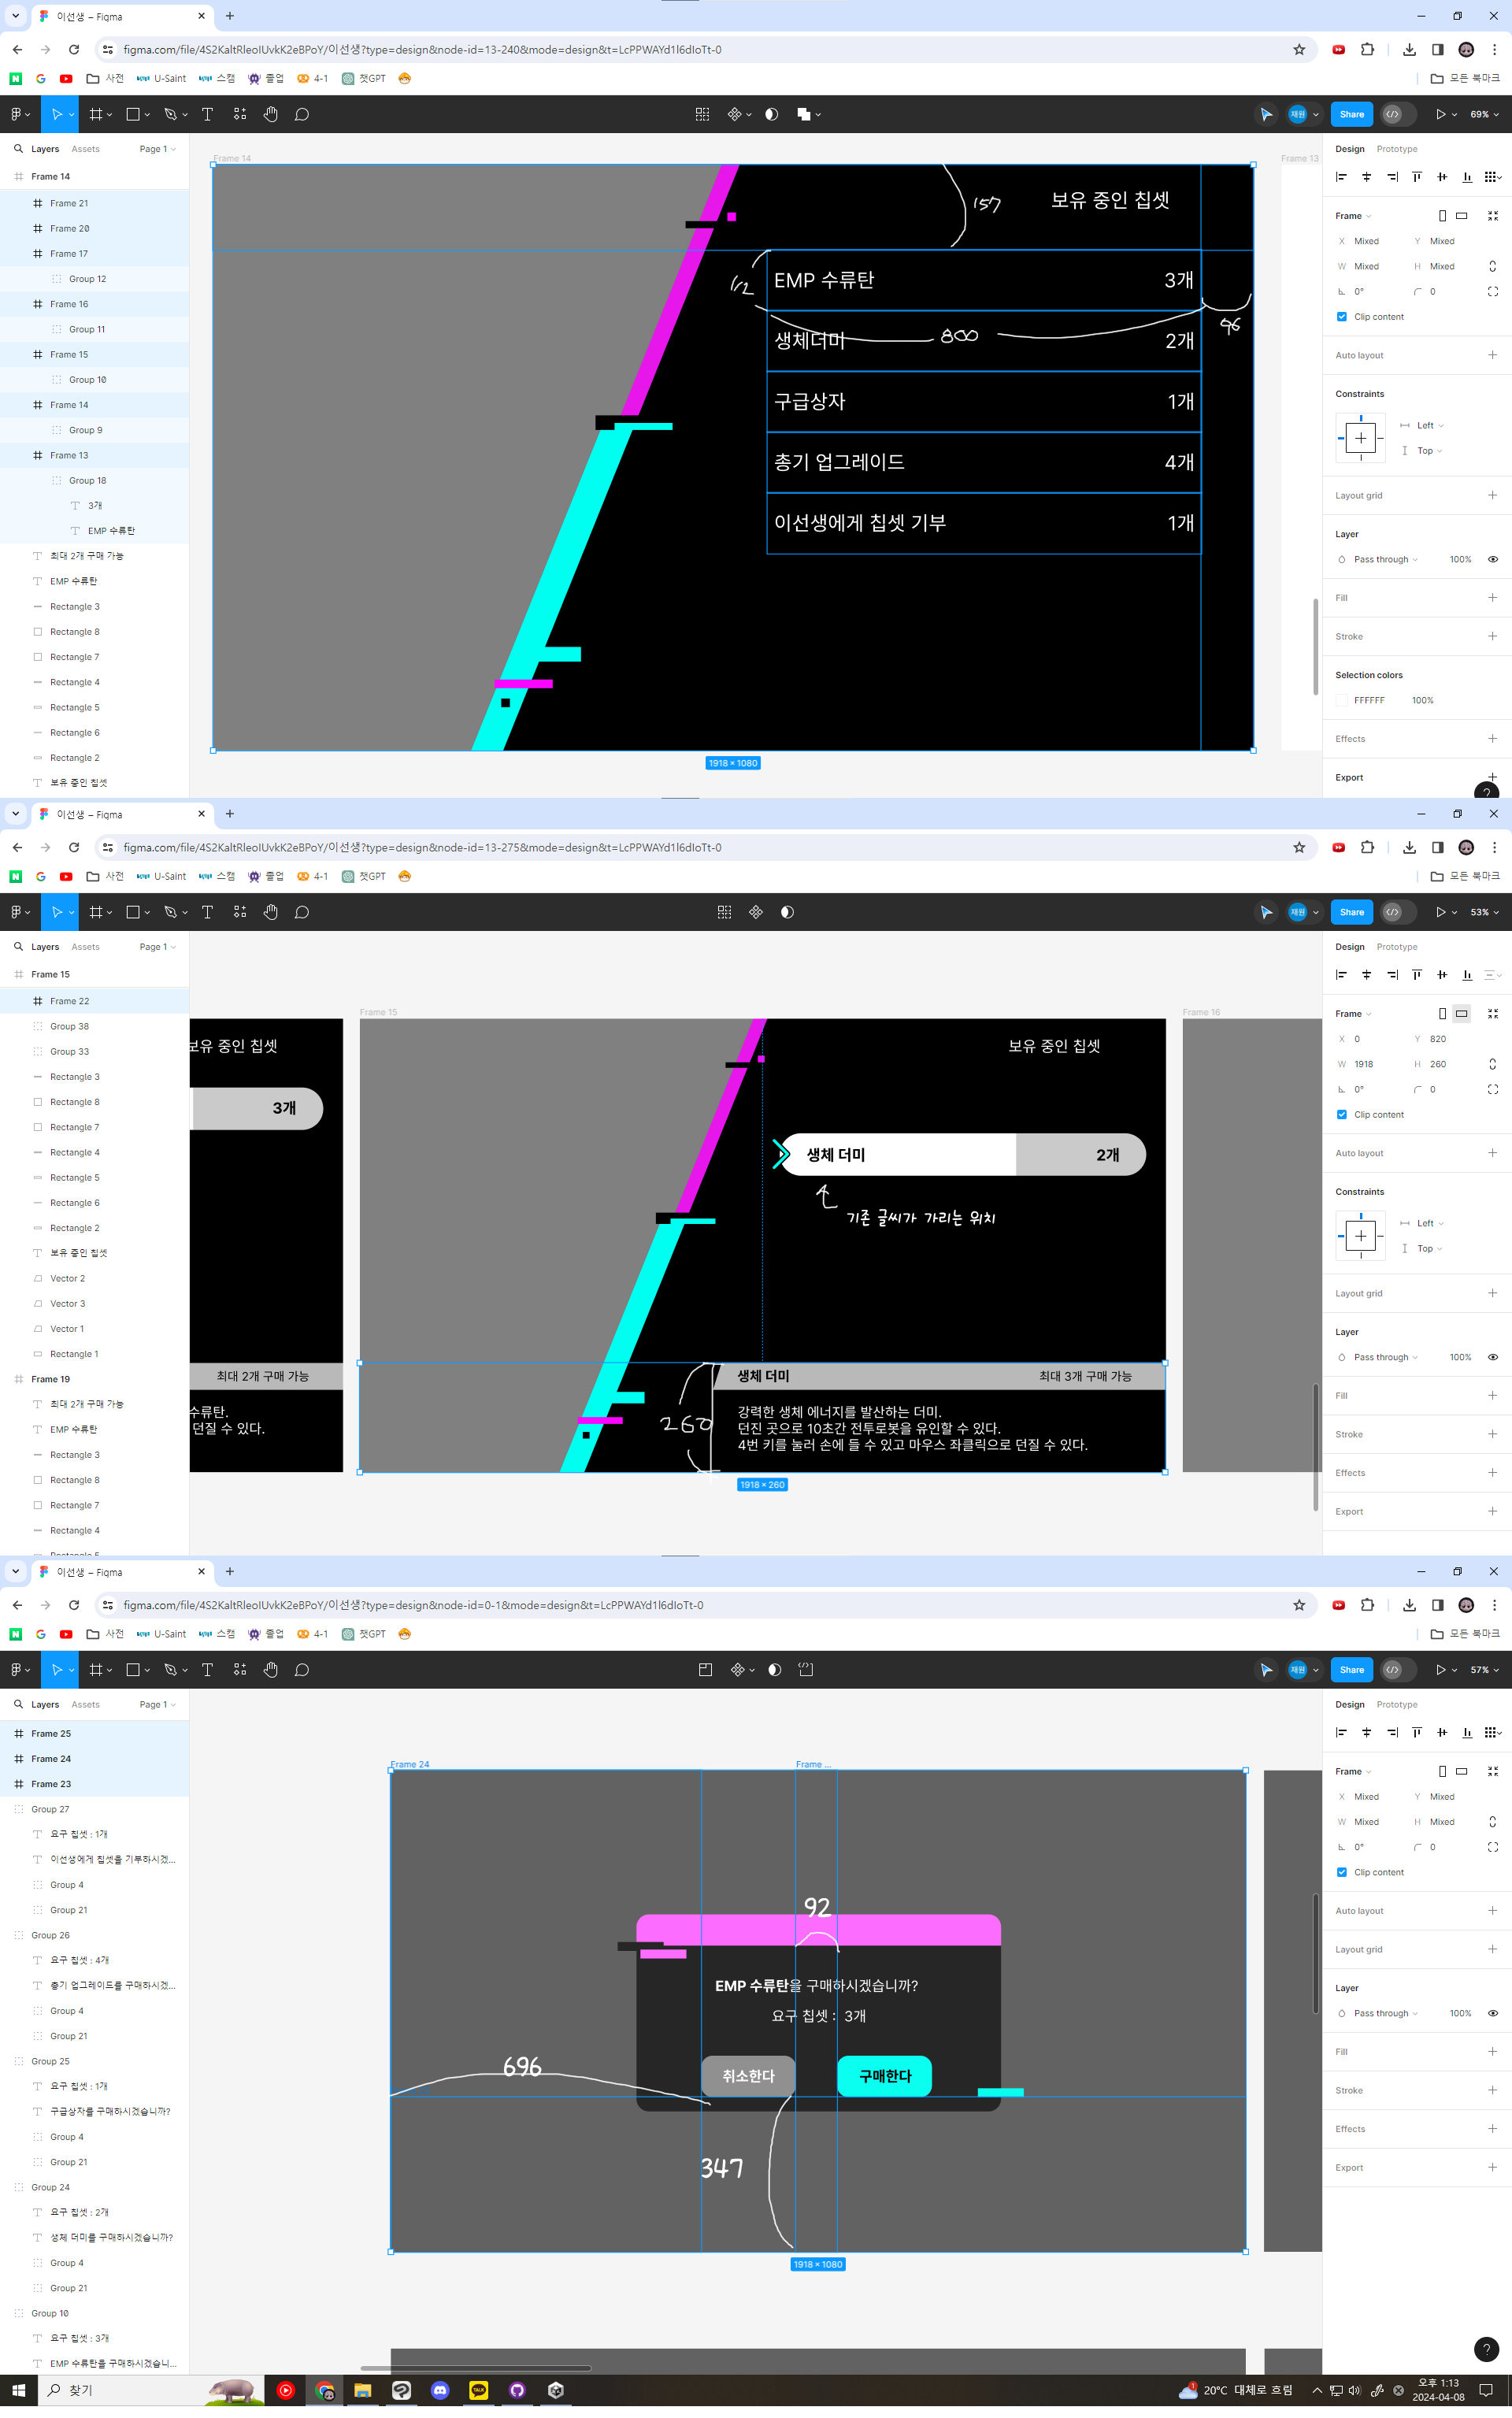 이선생 – Figma
figma.com/file/4S2KaltRleoIUvkK2eBPoY/이선생?type=design&node-id=13-240&mode=design&t=LcPPWAYd1l6dIoTt-0
사전 U-Saint 스캠 졸업 4-1 챗GPT 모든 북마크
재원 Share 69%
Layers Assets Page 1
Frame 14
Frame 21
Frame 20
Frame 17
Group 12
Frame 16
Group 11
Frame 15
Group 10
Frame 14
Group 9
Frame 13
Group 18
3개
EMP 수류탄
최대 2개 구매 가능
EMP 수류탄
Rectangle 3
Rectangle 8
Rectangle 7
Rectangle 4
Rectangle 5
Rectangle 6
Rectangle 2
보유 중인 칩셋
Frame 14
Frame 13
보유 중인 칩셋
157
112
EMP 수류탄 3개
생체더미 2개
800
96
구급상자 1개
총기 업그레이드 4개
이선생에게 칩셋 기부 1개
1918 × 1080
Design Prototype
Frame
X Mixed Y Mixed
W Mixed H Mixed
0° 0
Clip content
Auto layout
Constraints
Left
Top
Layout grid
Layer
Pass through 100%
Fill
Stroke
Selection colors
FFFFFF 100%
Effects
Export
이선생 – Figma
figma.com/file/4S2KaltRleoIUvkK2eBPoY/이선생?type=design&node-id=13-275&mode=design&t=LcPPWAYd1l6dIoTt-0
사전 U-Saint 스캠 졸업 4-1 챗GPT 모든 북마크
재원 Share 53%
Layers Assets Page 1
Frame 15
Frame 22
Group 38
Group 33
Rectangle 3
Rectangle 8
Rectangle 7
Rectangle 4
Rectangle 5
Rectangle 6
Rectangle 2
보유 중인 칩셋
Vector 2
Vector 3
Vector 1
Rectangle 1
Frame 19
최대 2개 구매 가능
EMP 수류탄
Rectangle 3
Rectangle 8
Rectangle 7
Rectangle 4
보유 중인 칩셋
3개
최대 2개 구매 가능
수류탄.
던질 수 있다.
Frame 15
Frame 16
보유 중인 칩셋
생체 더미 2개
기존 글씨가 가리는 위치
260
생체 더미 최대 3개 구매 가능
강력한 생체 에너지를 발산하는 더미.
던진 곳으로 10초간 전투로봇을 유인할 수 있다.
4번 키를 눌러 손에 들 수 있고 마우스 좌클릭으로 던질 수 있다.
1918 × 260
Design Prototype
Frame
X 0 Y 820
W 1918 H 260
0° 0
Clip content
Auto layout
Constraints
Left
Top
Layout grid
Layer
Pass through 100%
Fill
Stroke
Effects
Export
이선생 – Figma
figma.com/file/4S2KaltRleoIUvkK2eBPoY/이선생?type=design&node-id=0-1&mode=design&t=LcPPWAYd1l6dIoTt-0
사전 U-Saint 스캠 졸업 4-1 챗GPT 모든 북마크
재원 Share 57%
Layers Assets Page 1
Frame 25
Frame 24
Frame 23
Group 27
요구 칩셋 : 1개
이선생에게 칩셋을 기부하시겠...
Group 4
Group 21
Group 26
요구 칩셋 : 4개
총기 업그레이드를 구매하시겠...
Group 4
Group 21
Group 25
요구 칩셋 : 1개
구급상자를 구매하시겠습니까?
Group 4
Group 21
Group 24
요구 칩셋 : 2개
생체 더미를 구매하시겠습니까?
Group 4
Group 21
Group 10
요구 칩셋 : 3개
EMP 수류탄을 구매하시겠습니...
Frame 24
Frame ...
92
EMP 수류탄을 구매하시겠습니까?
요구 칩셋 : 3개
취소한다 구매한다
696
347
1918 × 1080
Design Prototype
Frame
X Mixed Y Mixed
W Mixed H Mixed
0° 0
Clip content
Auto layout
Layout grid
Layer
Pass through 100%
Fill
Stroke
Effects
Export
찾기
TALK
1
20°C 대체로 흐림
오후 1:13
2024-04-08